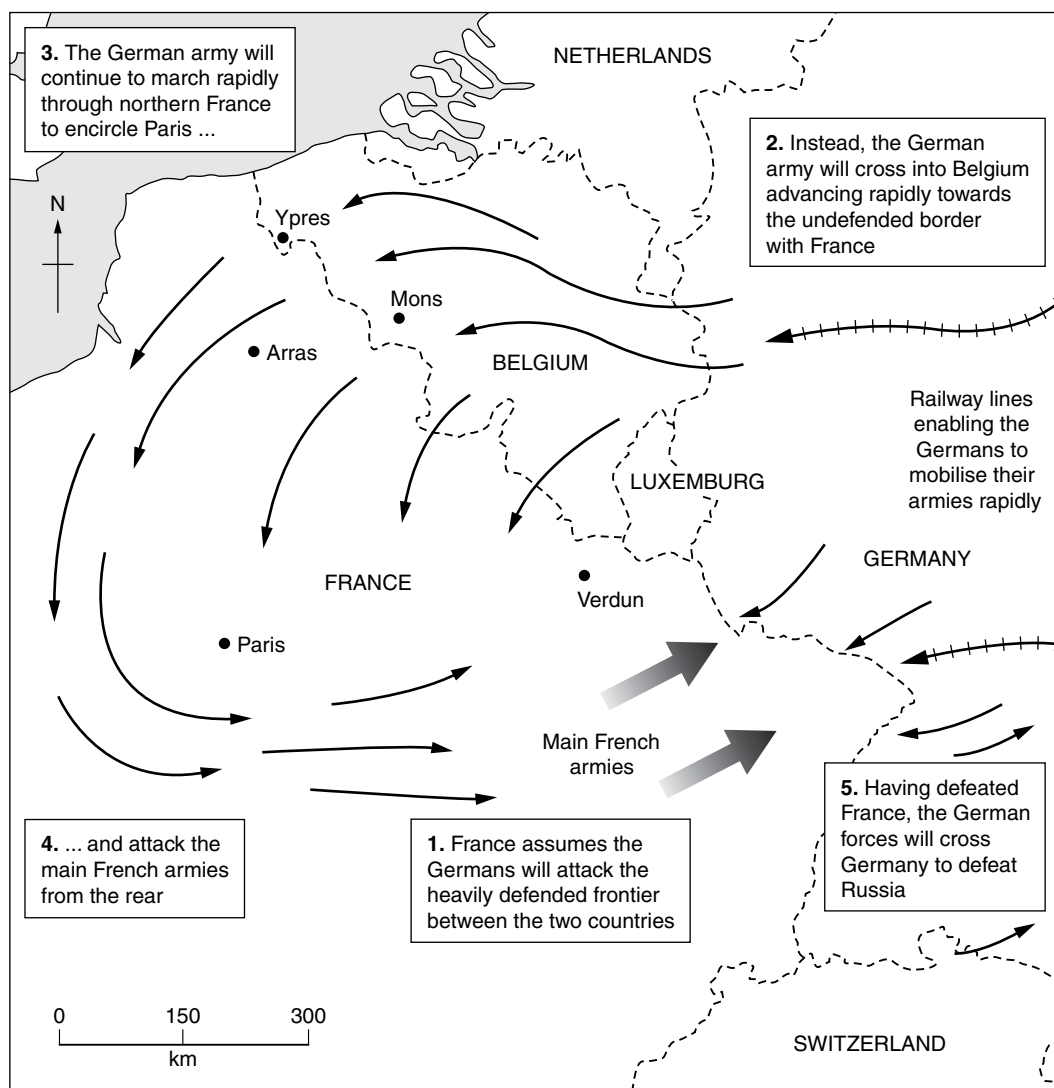 3. The German army will
continue to march rapidly
through northern France
to encircle Paris ...
NETHERLANDS
2. Instead, the German
army will cross into Belgium
advancing rapidly towards
the undefended border
with France
N
Ypres
Mons
Arras
BELGIUM
Railway lines
enabling the
Germans to
mobilise their
armies rapidly
LUXEMBURG
GERMANY
FRANCE
Verdun
Paris
Main French
armies
4. ... and attack the
main French armies
from the rear
1. France assumes the
Germans will attack the
heavily defended frontier
between the two countries
5. Having defeated
France, the German
forces will cross
Germany to defeat
Russia
0 150 300
km
SWITZERLAND